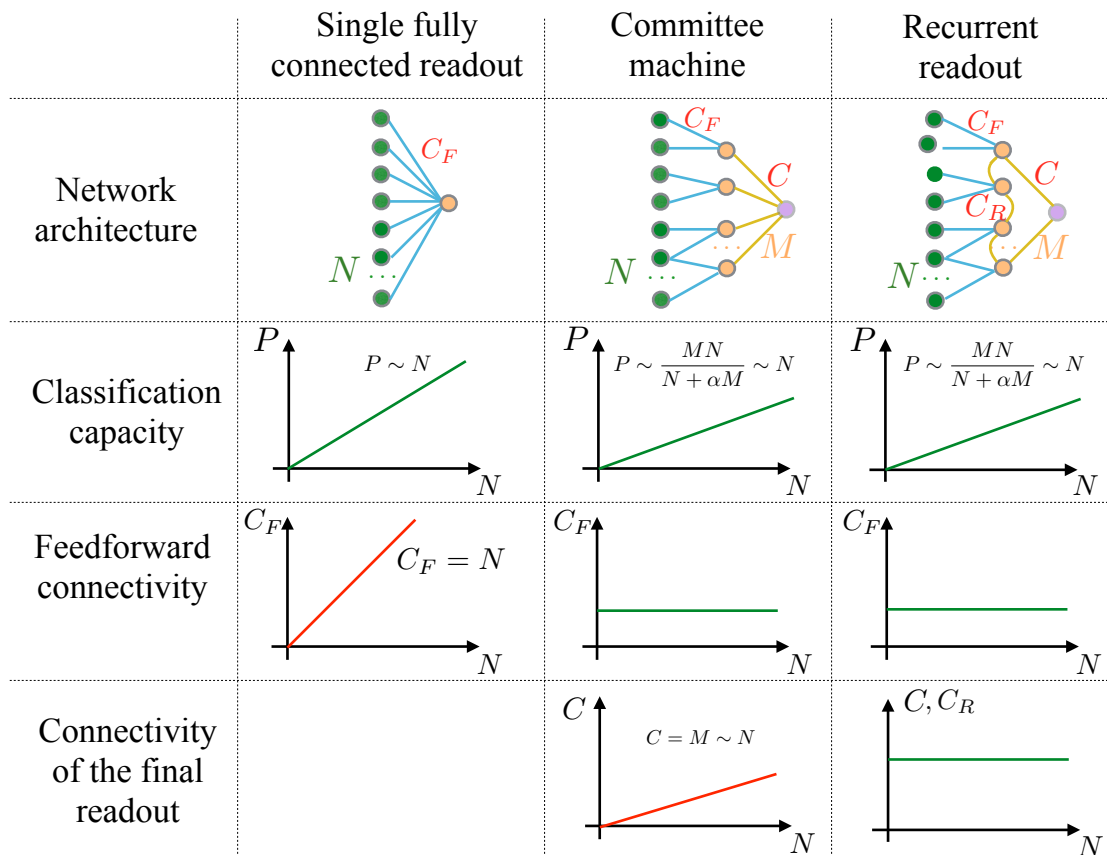 Single fully
connected readout
Committee
machine
Recurrent
readout
Network
architecture
C_F
N ...
C_F
C
... M
N ...
C_F
C
C_R
... M
N ...
Classification
capacity
P
P ∼ N
N
P
P ∼ MN / (N + αM) ∼ N
N
P
P ∼ MN / (N + αM) ∼ N
N
Feedforward
connectivity
C_F
C_F = N
N
C_F
N
C_F
N
Connectivity
of the final
readout
C
C = M ∼ N
N
C, C_R
N